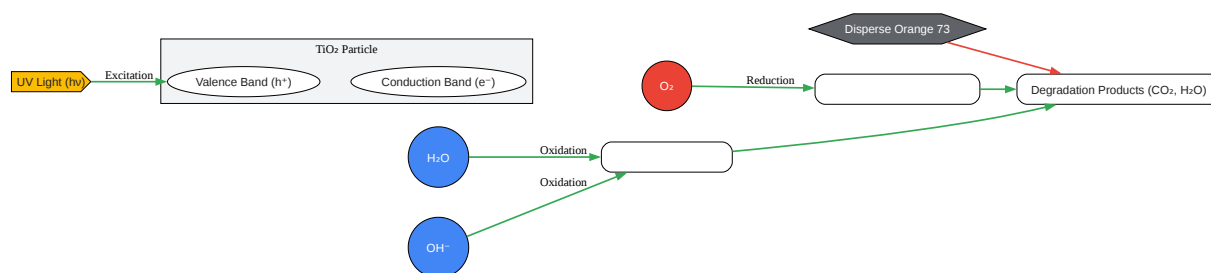 Disperse Orange 73
TiO₂ Particle
UV Light (hν)
Excitation
Valence Band (h⁺)
Conduction Band (e⁻)
O₂
Reduction
Degradation Products (CO₂, H₂O)
H₂O
Oxidation
Oxidation
OH⁻